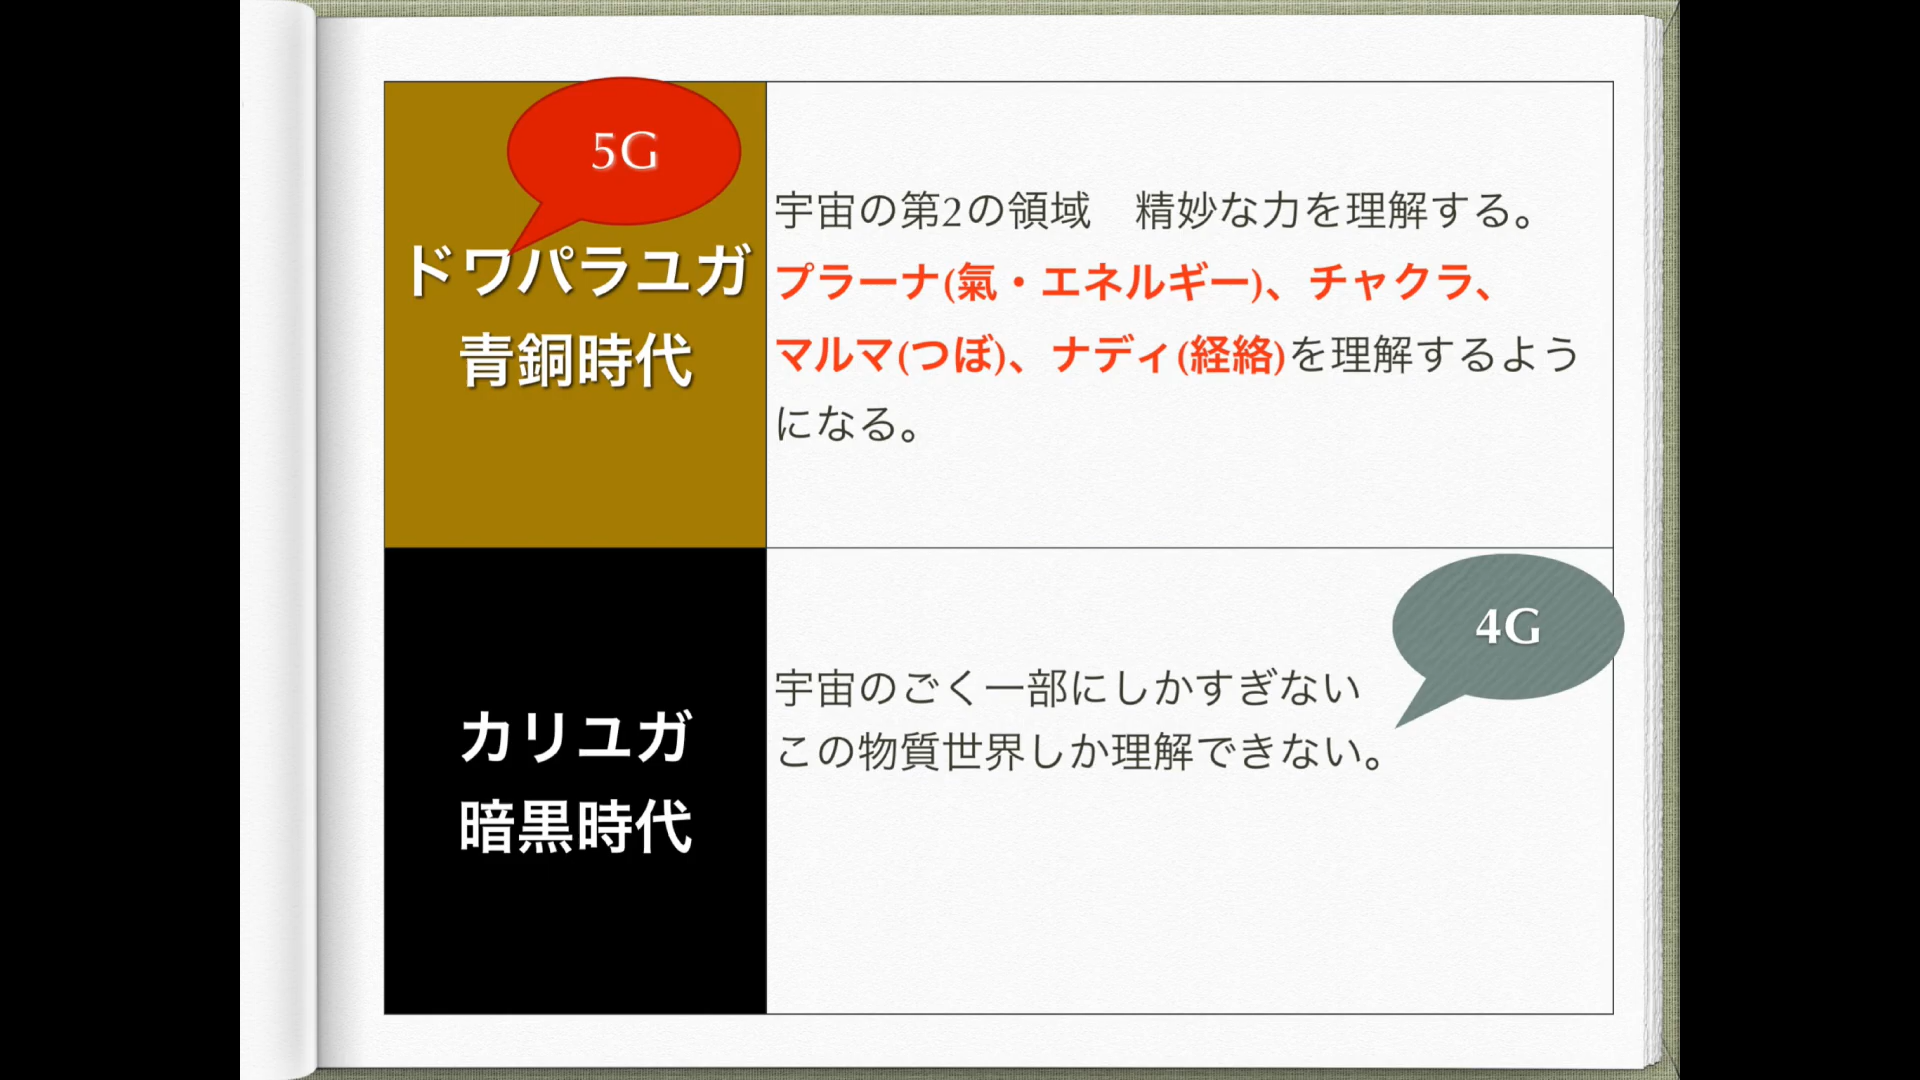 5G
ドワパラユガ
青銅時代
宇宙の第2の領域　精妙な力を理解する。
プラーナ(氣・エネルギー)、チャクラ、
マルマ(つぼ)、ナディ(経絡)を理解するよう
になる。
4G
カリユガ
暗黒時代
宇宙のごく一部にしかすぎない
この物質世界しか理解できない。